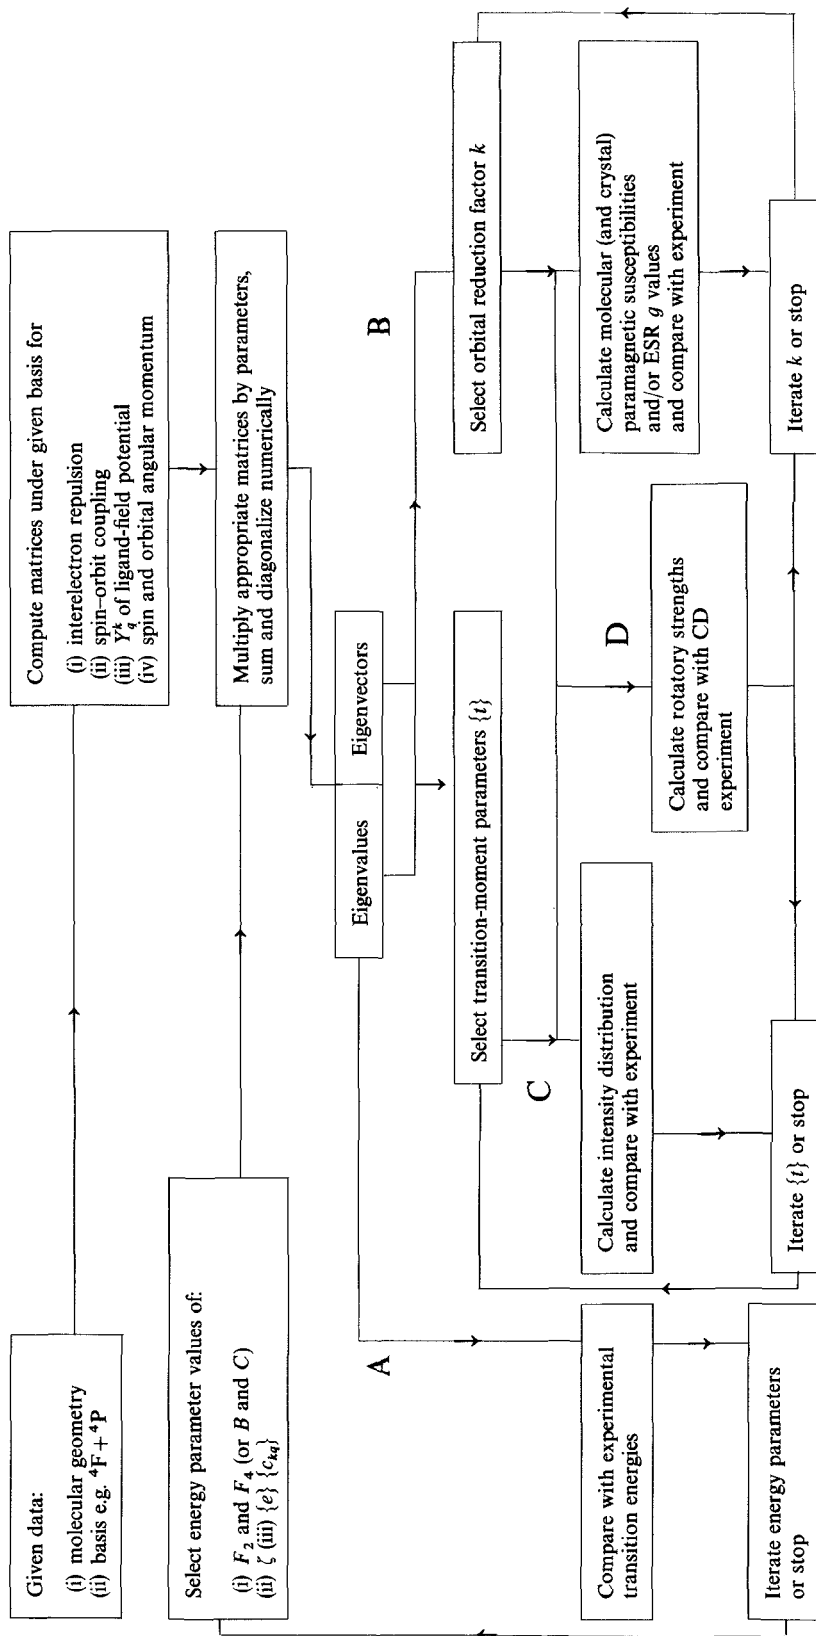 Given data:
(i) molecular geometry
(ii) basis e.g. ⁴F+⁴P
Compute matrices under given basis for
(i) interelectron repulsion
(ii) spin–orbit coupling
(iii) Y_q^k of ligand-field potential
(iv) spin and orbital angular momentum
Select energy parameter values of:
(i) F₂ and F₄ (or B and C)
(ii) ζ (iii) {e} {c_kq}
Multiply appropriate matrices by parameters,
sum and diagonalize numerically
Eigenvalues
Eigenvectors
A
B
Select transition-moment parameters {t}
Select orbital reduction factor k
C
D
Compare with experimental
transition energies
Calculate intensity distribution
and compare with experiment
Calculate rotatory strengths
and compare with CD
experiment
Calculate molecular (and crystal)
paramagnetic susceptibilities
and/or ESR g values
and compare with experiment
Iterate energy parameters
or stop
Iterate {t} or stop
Iterate k or stop